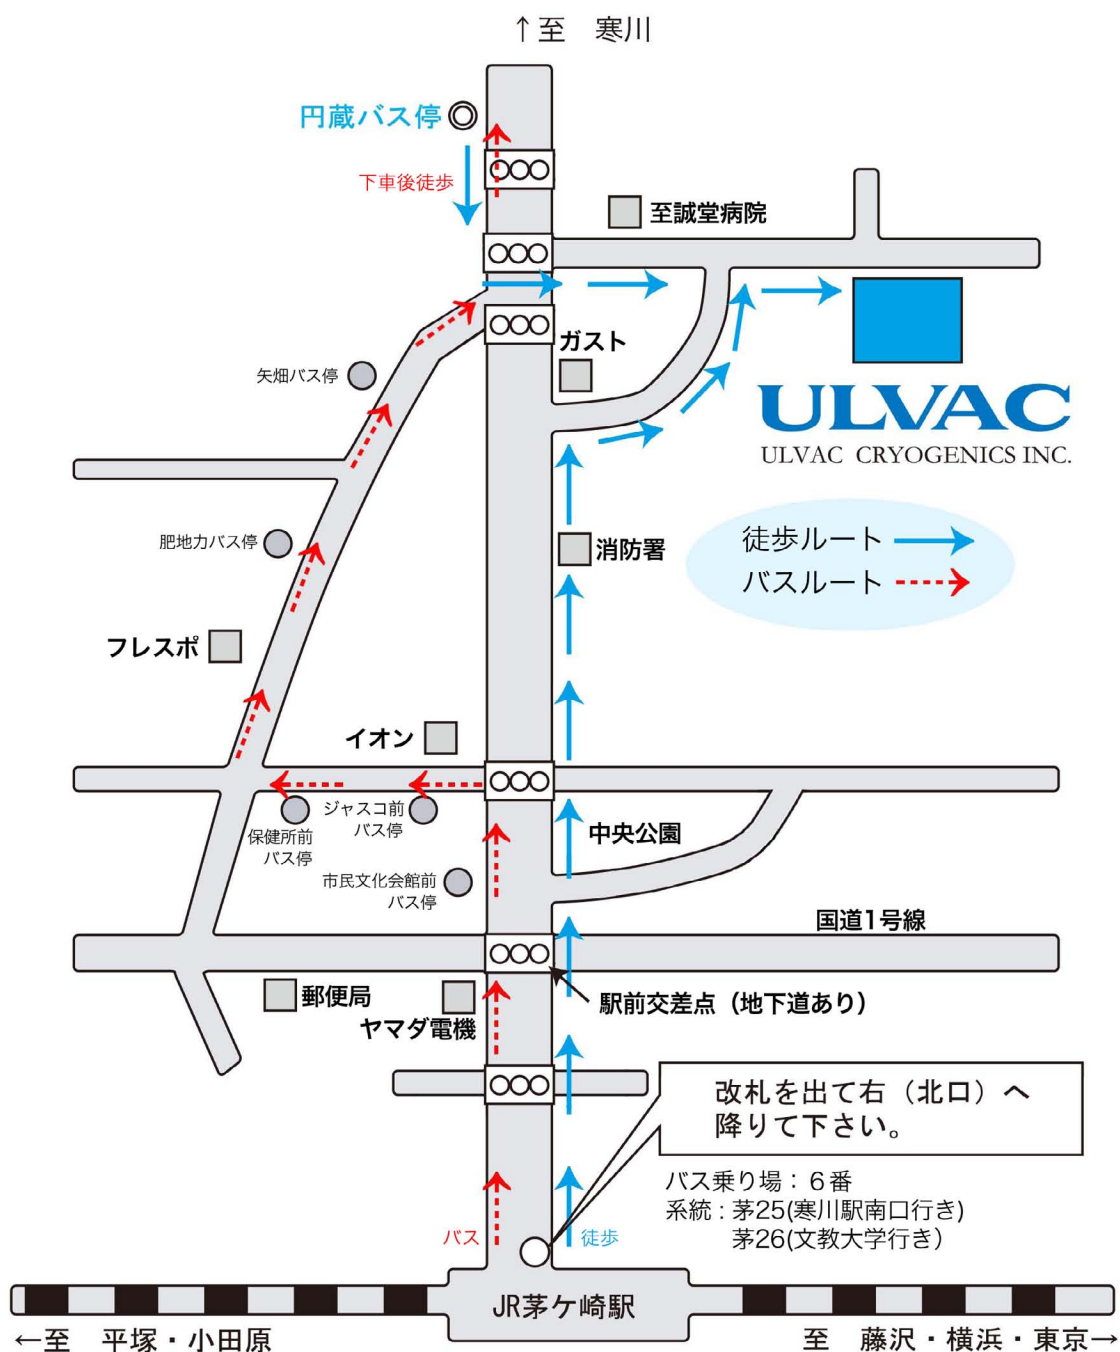 ↑至　寒川
円蔵バス停
下車後徒歩
至誠堂病院
ガスト
矢畑バス停
ULVAC
ULVAC CRYOGENICS INC.
肥地力バス停
消防署
徒歩ルート
バスルート
フレスポ
イオン
ジャスコ前
バス停
保健所前
バス停
中央公園
市民文化会館前
バス停
国道1号線
郵便局
ヤマダ電機
駅前交差点（地下道あり）
改札を出て右（北口）へ
降りて下さい。
バス乗り場：６番
系統：茅25(寒川駅南口行き)
茅26(文教大学行き）
バス
徒歩
JR茅ケ崎駅
←至　平塚・小田原
至　藤沢・横浜・東京→